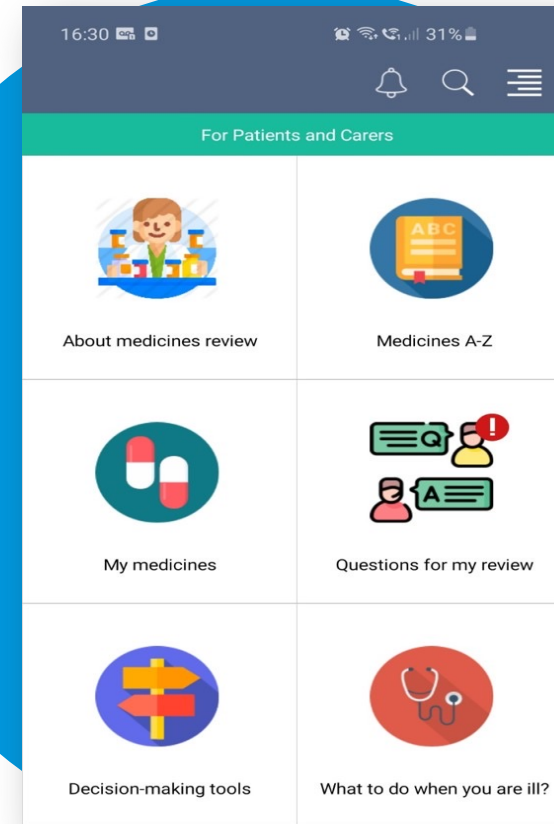 16:30 31%
For Patients and Carers
ABC
About medicines review Medicines A-Z
Q
A
My medicines Questions for my review
Decision-making tools What to do when you are ill?